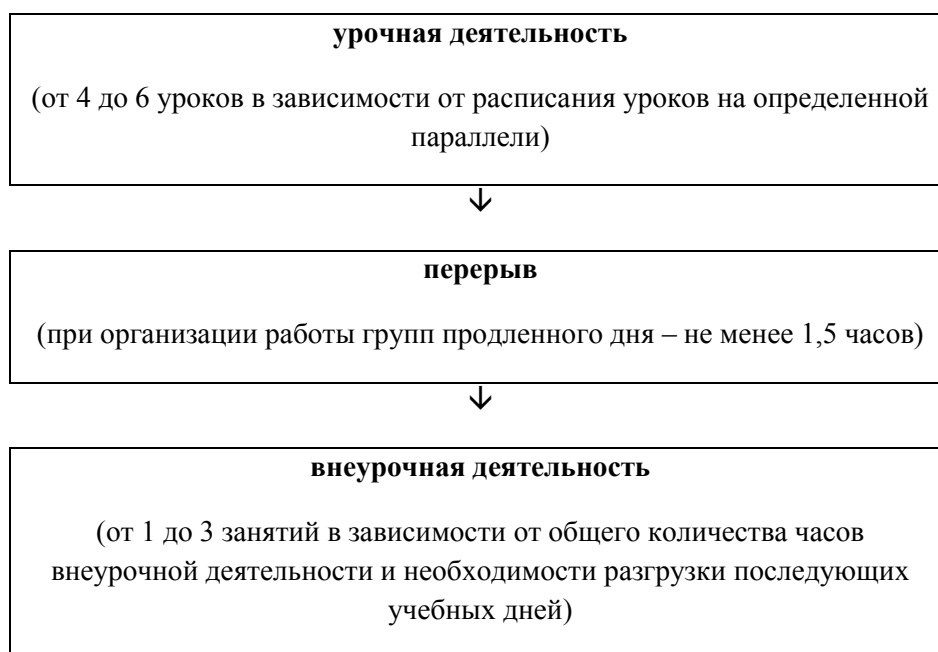 урочная деятельность
(от 4 до 6 уроков в зависимости от расписания уроков на определенной
параллели)
перерыв
(при организации работы групп продленного дня – не менее 1,5 часов)
внеурочная деятельность
(от 1 до 3 занятий в зависимости от общего количества часов
внеурочной деятельности и необходимости разгрузки последующих
учебных дней)